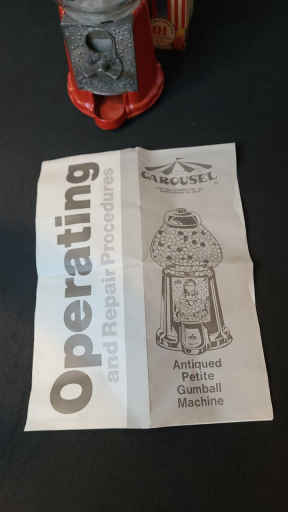 Operating
and Repair Procedures
CAROUSEL
Antiqued
Petite
Gumball
Machine